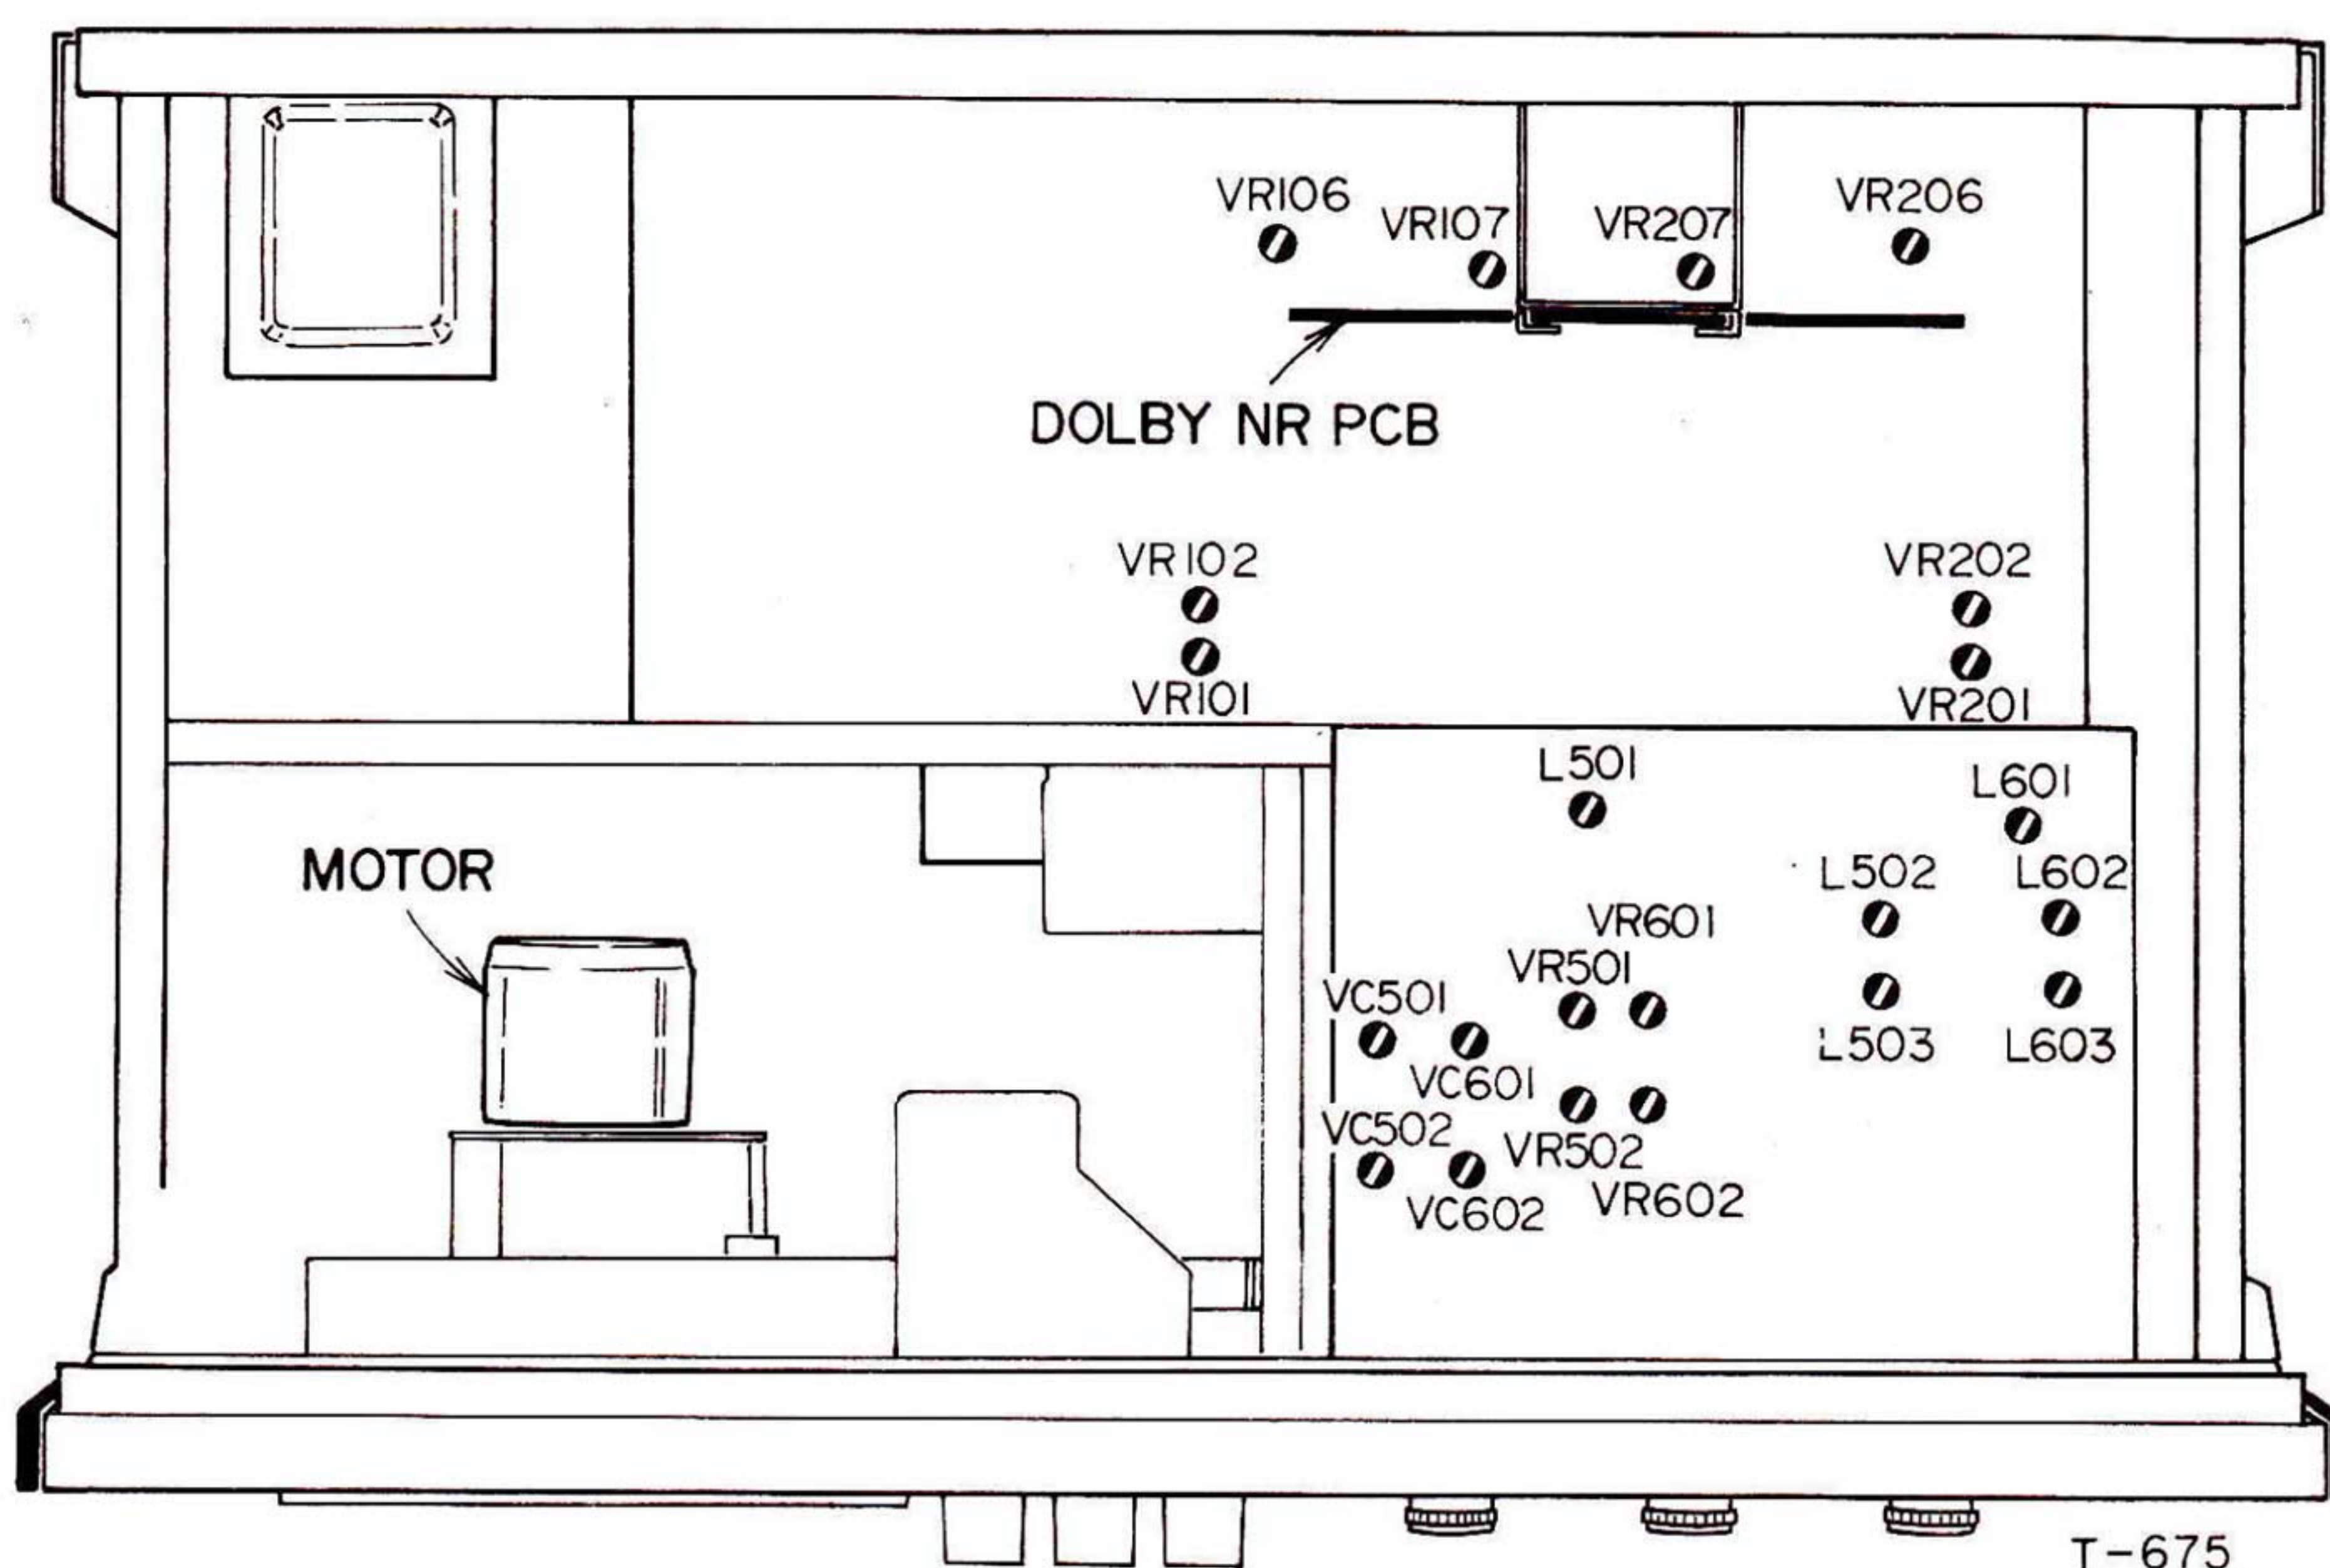 VR106
VR107
VR207
VR206
DOLBY NR PCB
VR102
VR202
VR101
VR201
L501
L601
MOTOR
L502
L602
VR601
VR501
VC501
L503
L603
VC601
VC502
VR502
VR602
VC602
T-675